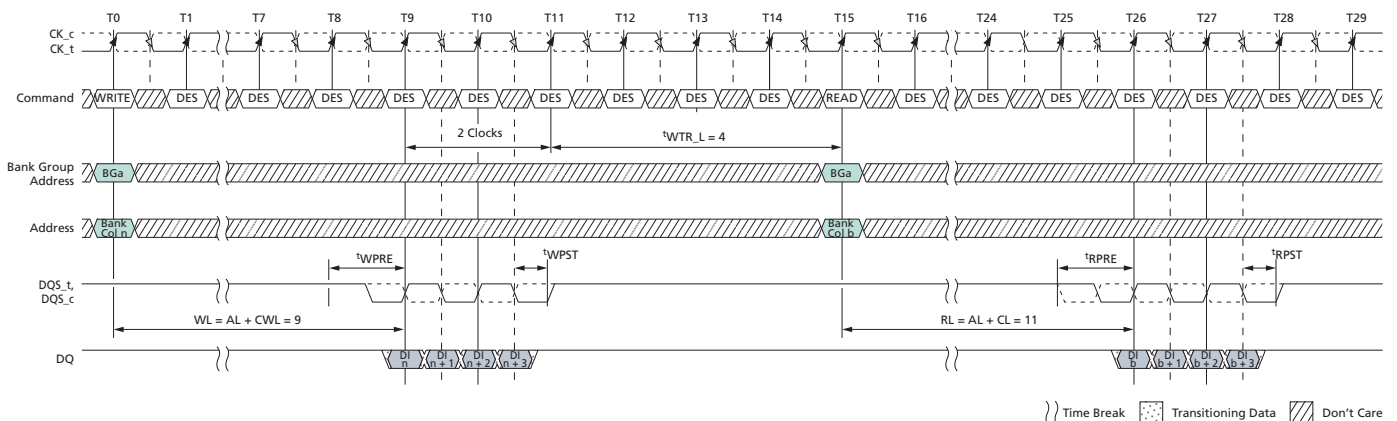 T0 T1 T7 T8 T9 T10 T11 T12 T13 T14 T15 T16 T24 T25 T26 T27 T28 T29
CK_c
CK_t
Command WRITE DES DES DES DES DES DES DES DES DES READ DES DES DES DES DES DES DES
2 Clocks tWTR_L = 4
Bank Group
Address
BGa BGa
Address
Bank
Col n
Bank
Col b
tWPRE tWPST tRPRE tRPST
DQS_t,
DQS_c
WL = AL + CWL = 9 RL = AL + CL = 11
DQ
DI DI DI DI DI DI DI DI
n n + 1 n + 2 n + 3 b b + 1 b + 2 b + 3
Time Break Transitioning Data Don't Care